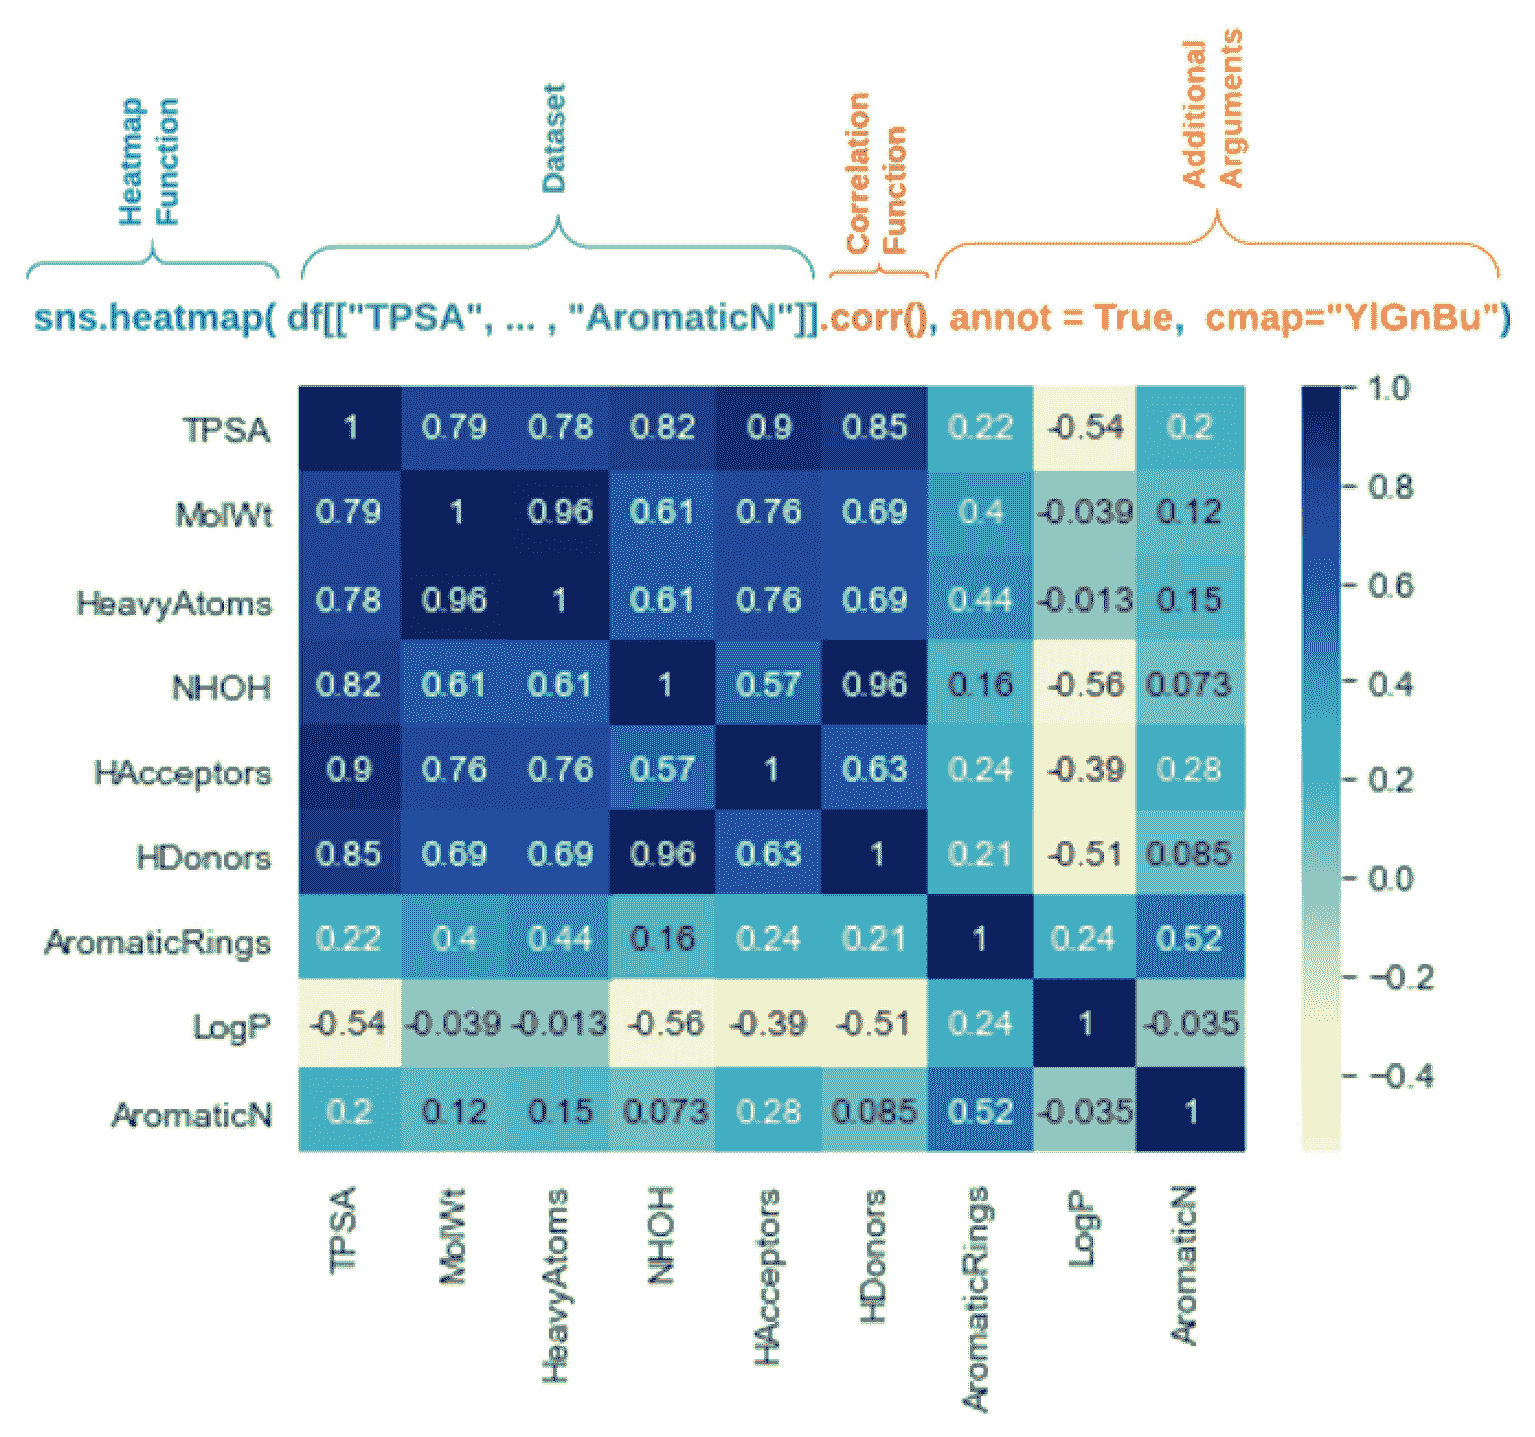 Heatmap
Function
Dataset
Correlation
Function
Additional
Arguments
sns.heatmap( df[["TPSA", ... , "AromaticN"]].corr(), annot = True, cmap="YlGnBu")
TPSA 1 0.79 0.78 0.82 0.9 0.85 0.22 -0.54 0.2
MolWt 0.79 1 0.96 0.61 0.76 0.69 0.4 -0.039 0.12
HeavyAtoms 0.78 0.96 1 0.61 0.76 0.69 0.44 -0.013 0.15
NHOH 0.82 0.61 0.61 1 0.57 0.96 0.16 -0.56 0.073
HAcceptors 0.9 0.76 0.76 0.57 1 0.63 0.24 -0.39 0.28
HDonors 0.85 0.69 0.69 0.96 0.63 1 0.21 -0.51 0.085
AromaticRings 0.22 0.4 0.44 0.16 0.24 0.21 1 0.24 0.52
LogP -0.54 -0.039 -0.013 -0.56 -0.39 -0.51 0.24 1 -0.035
AromaticN 0.2 0.12 0.15 0.073 0.28 0.085 0.52 -0.035 1
TPSA
MolWt
HeavyAtoms
NHOH
HAcceptors
HDonors
AromaticRings
LogP
AromaticN
1.0
0.8
0.6
0.4
0.2
0.0
−0.2
−0.4